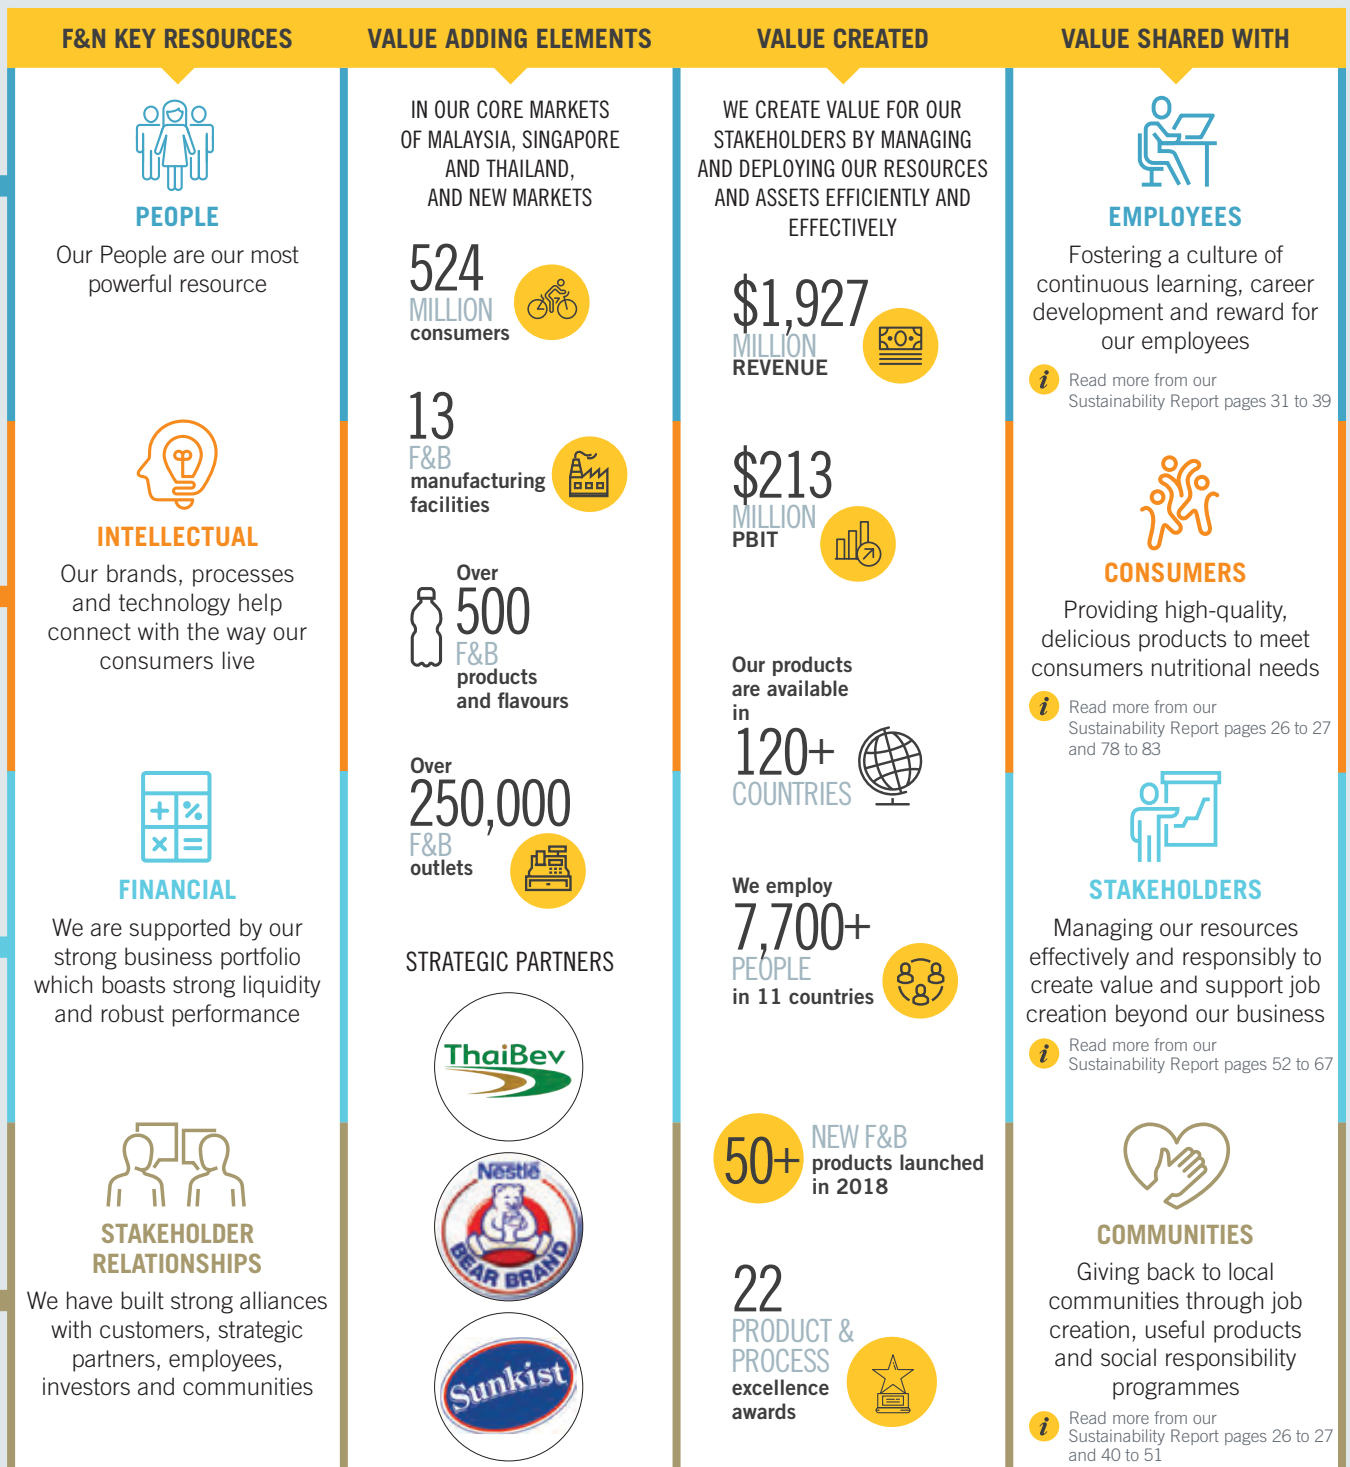 F&N KEY RESOURCES
PEOPLE
Our People are our most
powerful resource
INTELLECTUAL
Our brands, processes
and technology help
connect with the way our
consumers live
FINANCIAL
We are supported by our
strong business portfolio
which boasts strong liquidity
and robust performance
STAKEHOLDER
RELATIONSHIPS
We have built strong alliances
with customers, strategic
partners, employees,
investors and communities
VALUE ADDING ELEMENTS
IN OUR CORE MARKETS
OF MALAYSIA, SINGAPORE
AND THAILAND,
AND NEW MARKETS
524
MILLION
consumers
13
F&B
manufacturing
facilities
Over
500
F&B
products
and flavours
Over
250,000
F&B
outlets
STRATEGIC PARTNERS
ThaiBev
Nestlé
BEAR BRAND
Sunkist
VALUE CREATED
WE CREATE VALUE FOR OUR
STAKEHOLDERS BY MANAGING
AND DEPLOYING OUR RESOURCES
AND ASSETS EFFICIENTLY AND
EFFECTIVELY
$1,927
MILLION
REVENUE
$213
MILLION
PBIT
Our products
are available
in
120+
COUNTRIES
We employ
7,700+
PEOPLE
in 11 countries
50+
NEW F&B
products launched
in 2018
22
PRODUCT &
PROCESS
excellence
awards
VALUE SHARED WITH
EMPLOYEES
Fostering a culture of
continuous learning, career
development and reward for
our employees
i Read more from our
Sustainability Report pages 31 to 39
CONSUMERS
Providing high-quality,
delicious products to meet
consumers nutritional needs
i Read more from our
Sustainability Report pages 26 to 27
and 78 to 83
STAKEHOLDERS
Managing our resources
effectively and responsibly to
create value and support job
creation beyond our business
i Read more from our
Sustainability Report pages 52 to 67
COMMUNITIES
Giving back to local
communities through job
creation, useful products
and social responsibility
programmes
i Read more from our
Sustainability Report pages 26 to 27
and 40 to 51